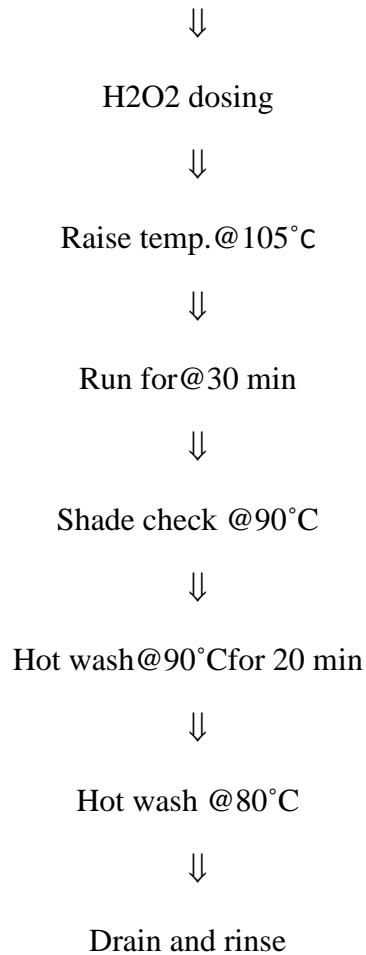 ⇓
H2O2 dosing
⇓
Raise temp.@105˚C
⇓
Run for@30 min
⇓
Shade check @90˚C
⇓
Hot wash@90˚Cfor 20 min
⇓
Hot wash @80˚C
⇓
Drain and rinse